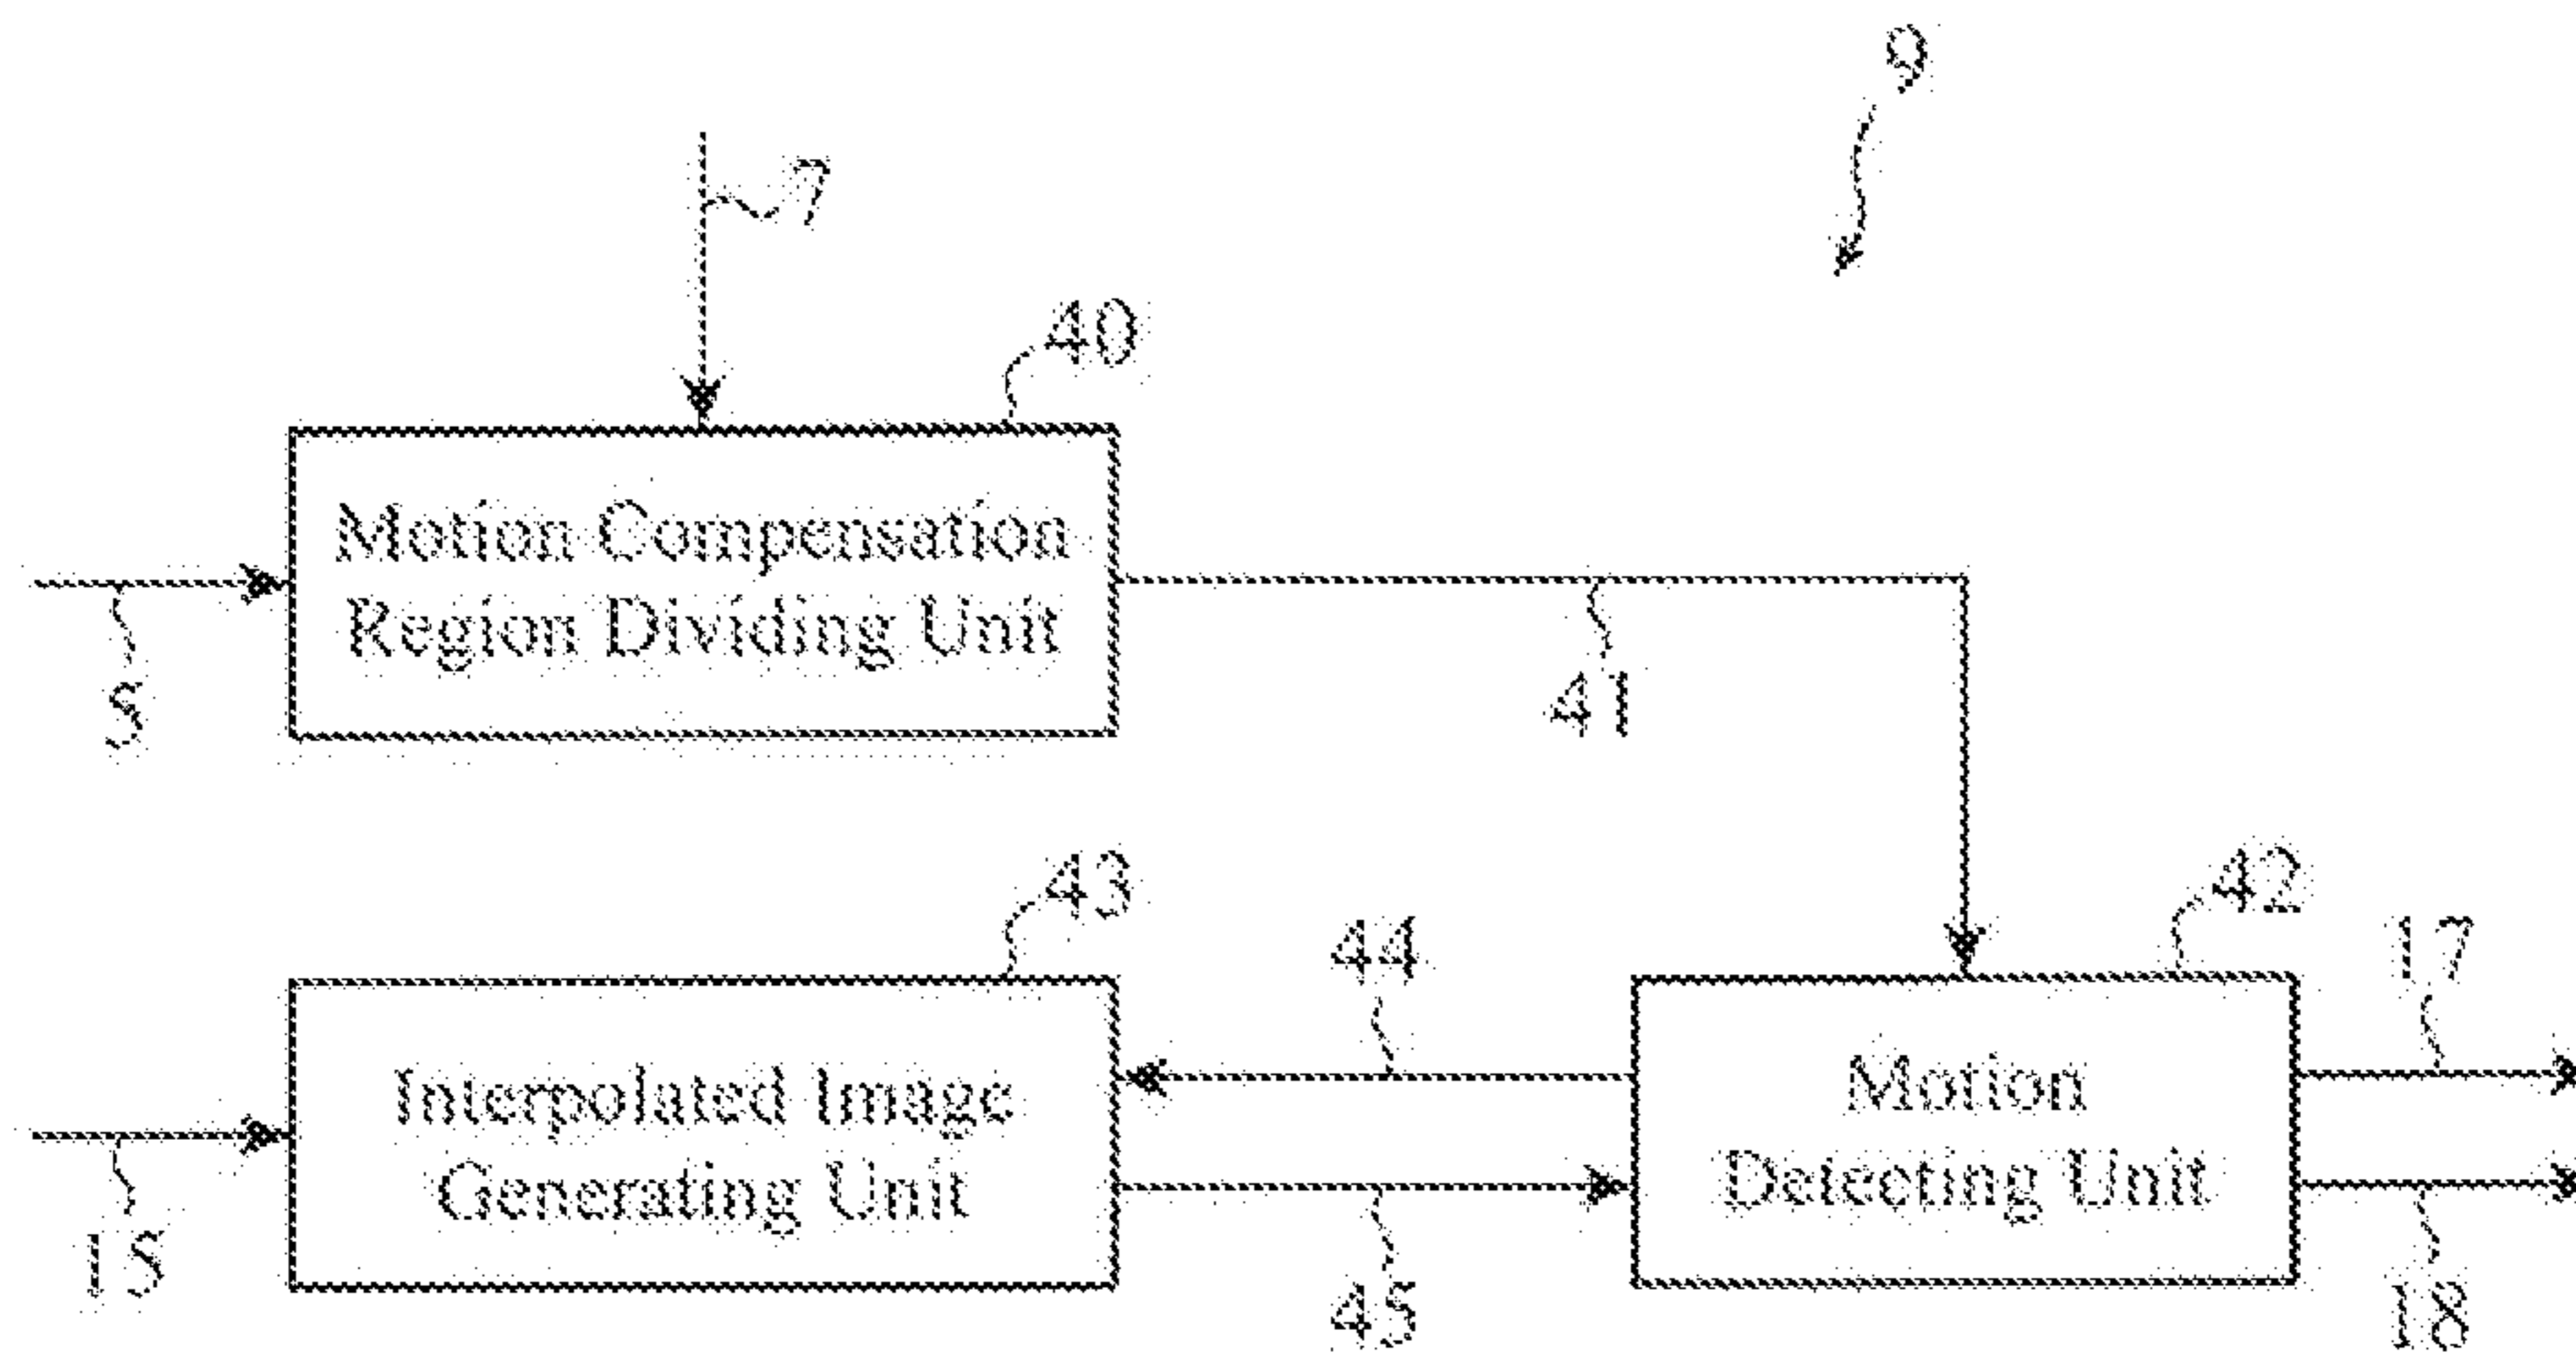 9
7
40
Motion Compensation
Region Dividing Unit
5
41
43
42
44
17
Interpolated Image
Generating Unit
Motion
Detecting Unit
15
45
18